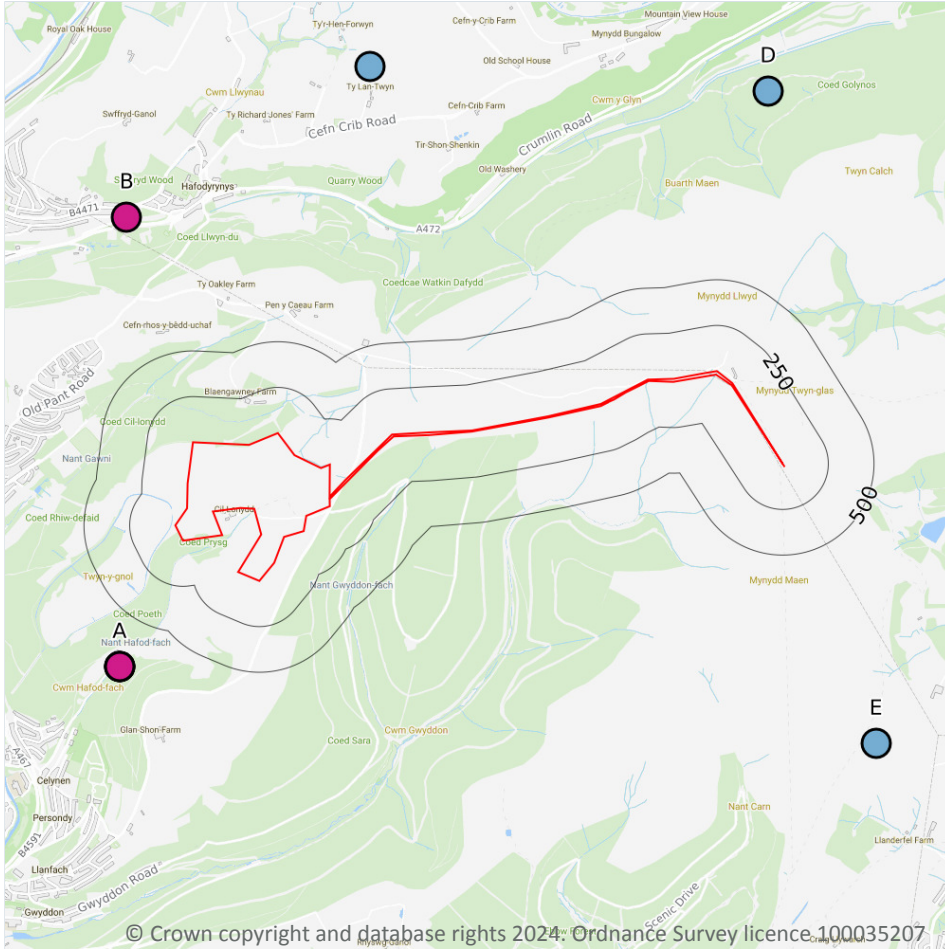 Royal Oak House
Ty'r-Hen-Forwyn
Cefn-y-Crib Farm
Mountain View House
Mynydd Bungalow
Old School House
D
Ty Lan-Twyn
Cwm Llwynau
Cefn-Crib Farm
Cwm y Glyn
Coed Golynos
Swffryd-Ganol
Ty Richard Jones' Farm
Cefn Crib Road
Crumlin Road
Tir-Shon-Shenkin
Old Washery
Twyn Calch
B
Hafodyrynys
Quarry Wood
Buarth Maen
B4471
A472
Coed Llwyn-du
Ty Oakley Farm
Coedcae Watkin Dafydd
Mynydd Llwyd
Pen y Caeau Farm
Cefn-rhos-y-bèdd-uchaf
250
Old Pant Road
Blaengawney Farm
Mynydd Twyn-glas
Coed Cil-lonydd
Nant Gawni
500
Cil-Lonydd
Coed Rhiw-defaid
Coed Prysg
Twyn-y-gnol
Nant Gwyddon-fach
Mynydd Maen
Coed Poeth
A
Nant Hafod-fach
Cwm Hafod-fach
E
Glan-Shon-Farm
Coed Sara
Cwm Gwyddon
A467
Celynen
Nant Carn
Persondy
B4591
Llanderfel Farm
Llanfach
Gwyddon Road
Scenic Drive
Gwyddon
© Crown copyright and database rights 2024. Ordnance Survey licence 100035207